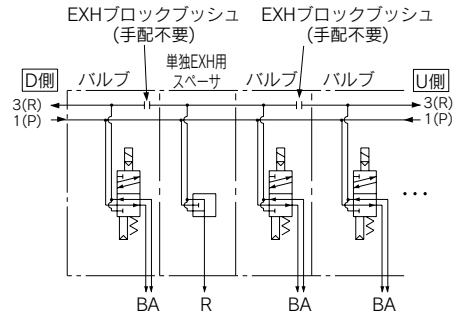 EXHブロックブッシュ
(手配不要)
EXHブロックブッシュ
(手配不要)
D側
バルブ
単独EXH用
スペーサ
バルブ
バルブ
U側
3(R)
1(P)
3(R)
1(P)
…
BA
R
BA
BA